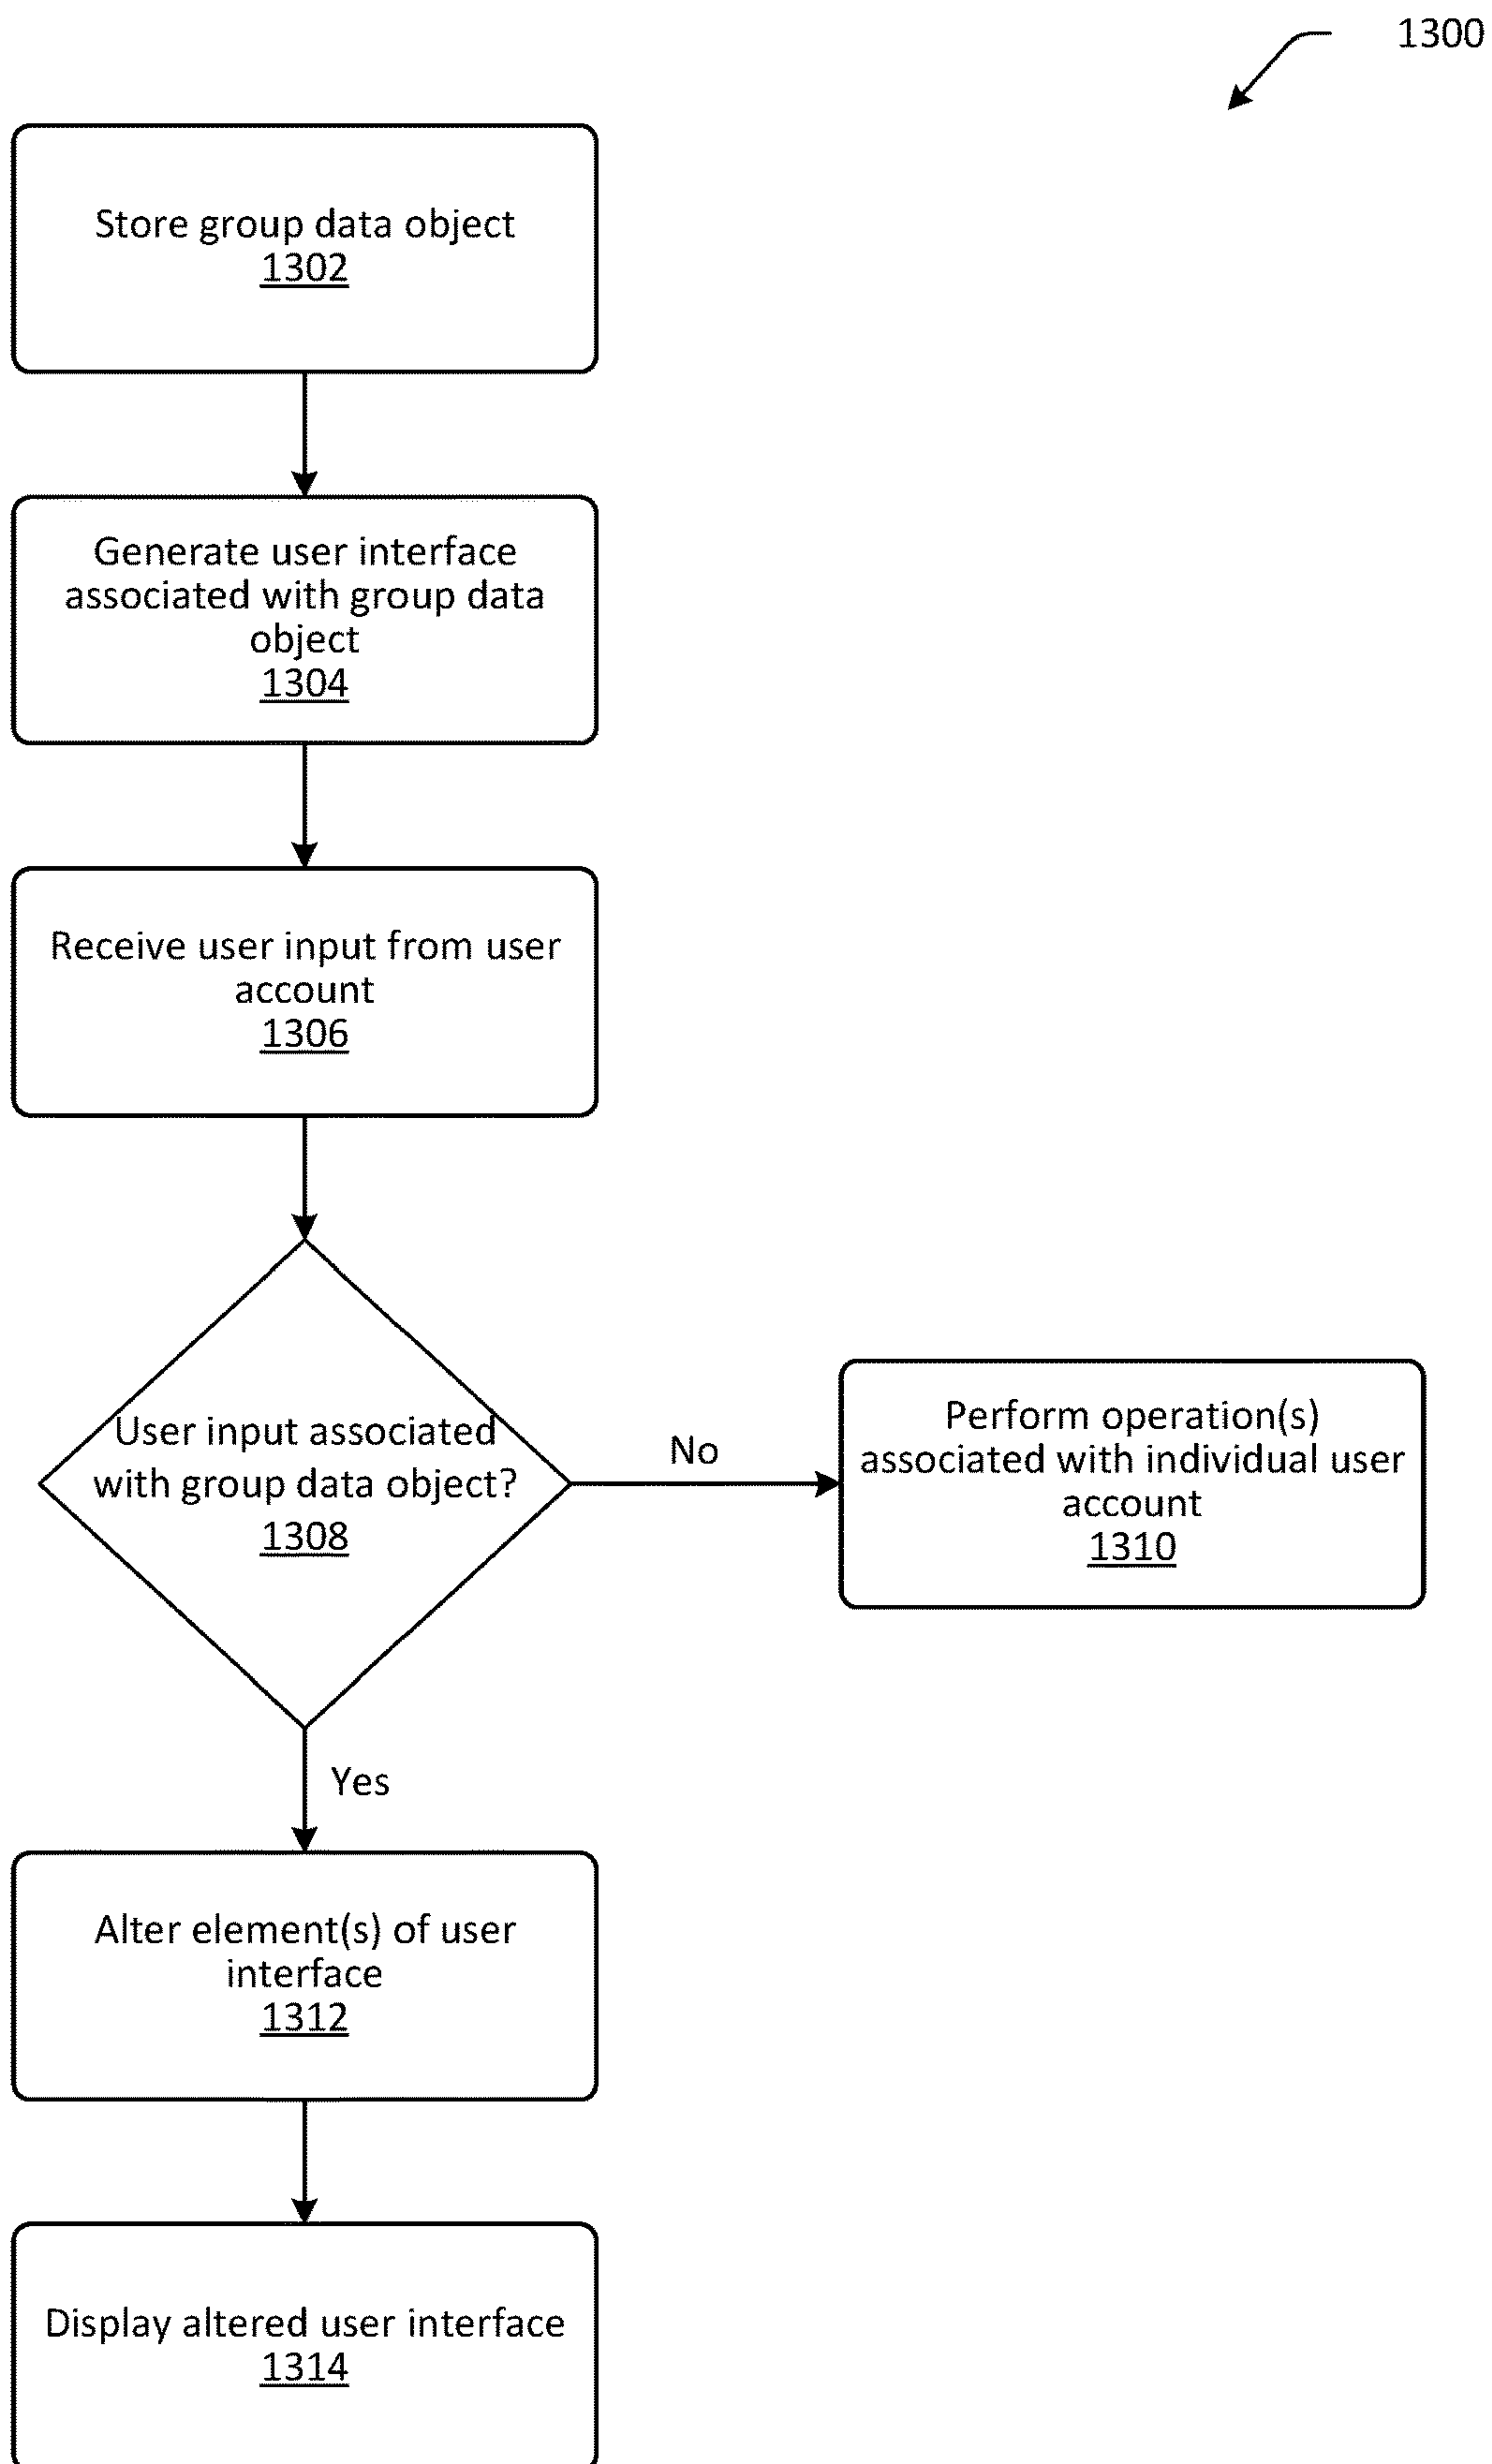 1300
Store group data object
1302
Generate user interface
associated with group data
object
1304
Receive user input from user
account
1306
User input associated
with group data object?
1308
No
Perform operation(s)
associated with individual user
account
1310
Yes
Alter element(s) of user
interface
1312
Display altered user interface
1314